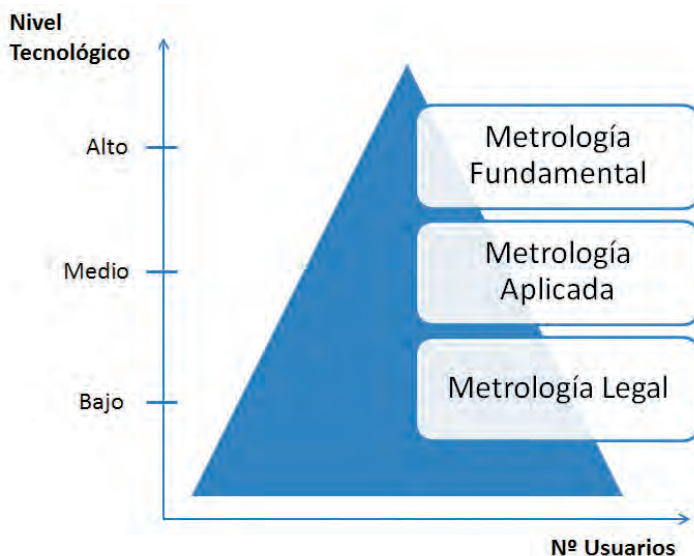 Nivel
Tecnológico
Alto
Metrología
Fundamental
Medio
Metrología
Aplicada
Bajo
Metrología Legal
Nº Usuarios